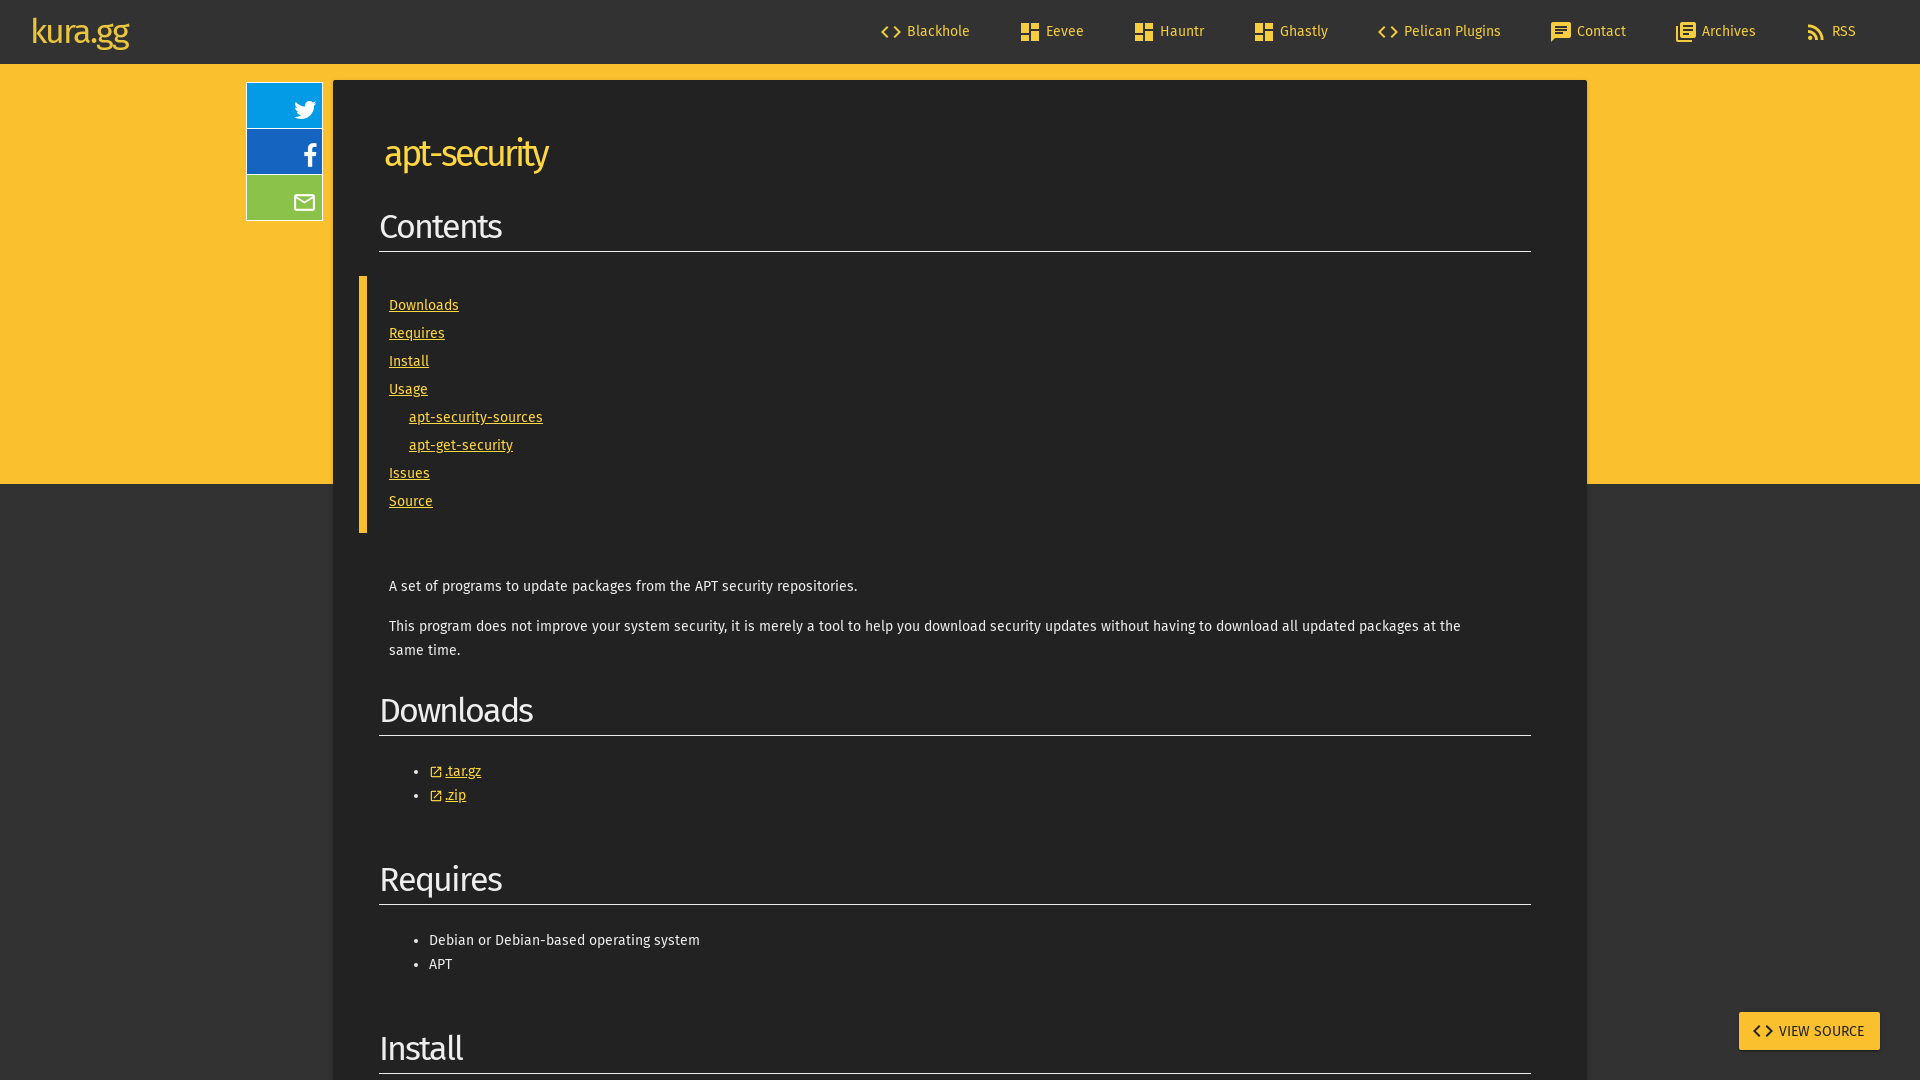 kura.gg
Blackhole
Eevee
Hauntr
Ghastly
Pelican Plugins
Contact
Archives
RSS
apt-security
Contents
Downloads
Requires
Install
Usage
apt-security-sources
apt-get-security
Issues
Source
A set of programs to update packages from the APT security repositories.
This program does not improve your system security, it is merely a tool to help you download security updates without having to download all updated packages at the
same time.
Downloads
.tar.gz
.zip
Requires
Debian or Debian-based operating system
APT
Install
VIEW SOURCE